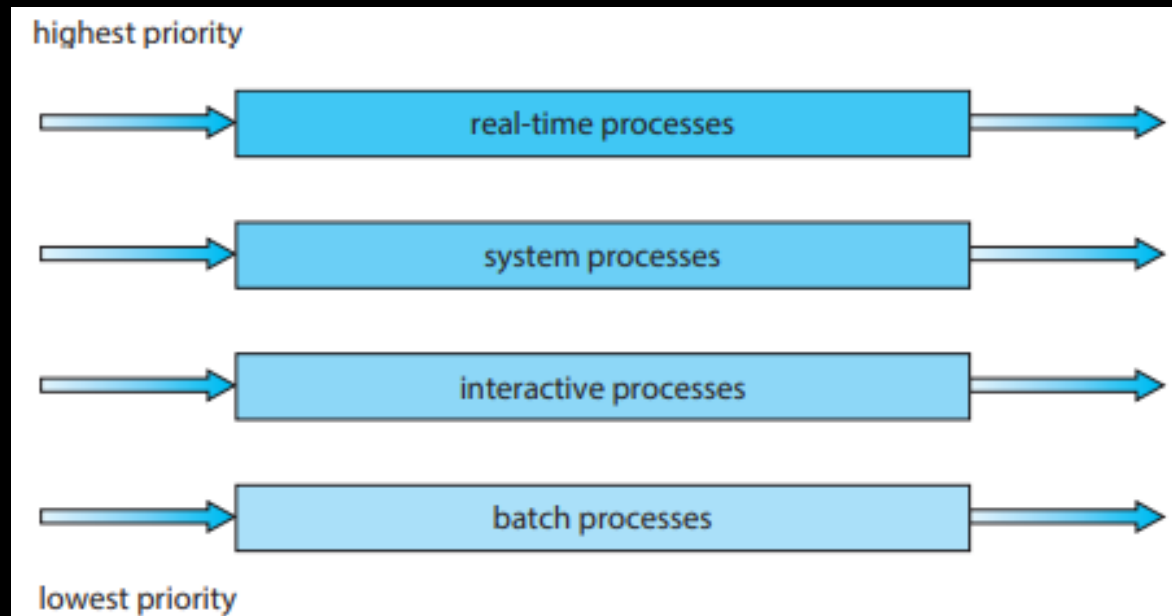 highest priority
real-time processes
system processes
interactive processes
batch processes
lowest priority